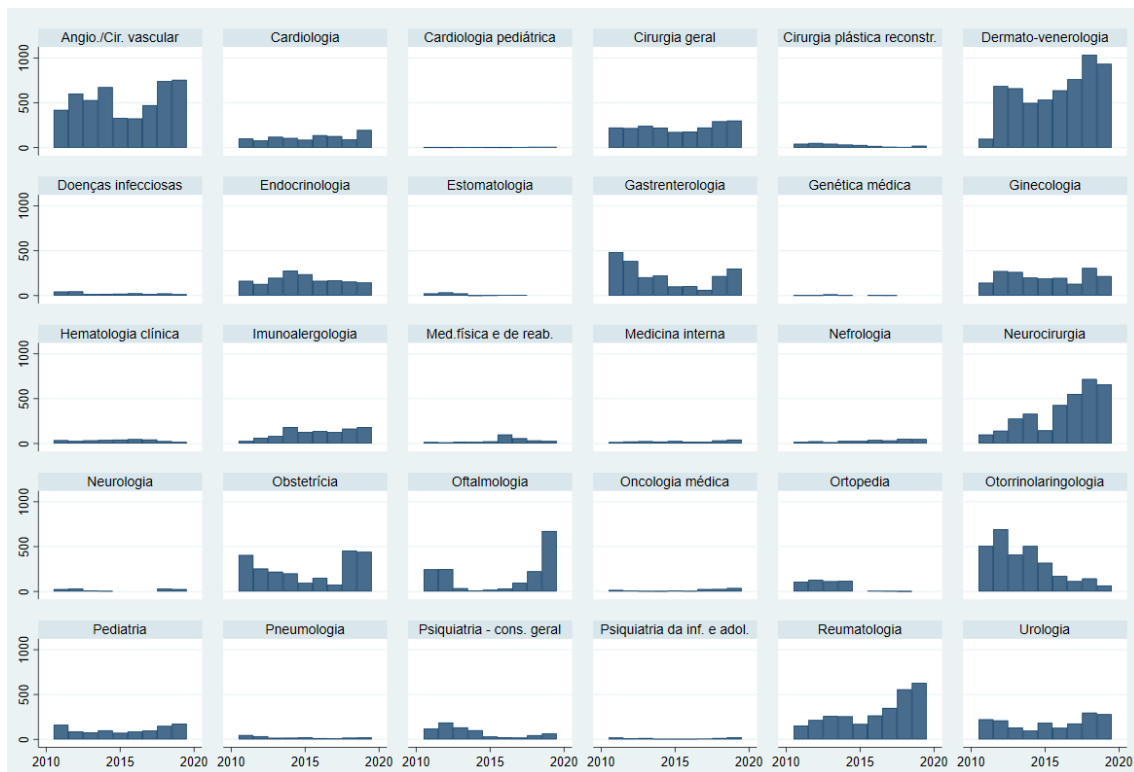 Angio./Cir. vascular
Cardiologia
Cardiologia pediátrica
Cirurgia geral
Cirurgia plástica reconstr.
Dermato-venerologia
1000
500
0
Doenças infecciosas
Endocrinologia
Estomatologia
Gastrenterologia
Genética médica
Ginecologia
1000
500
0
Hematologia clínica
Imunoalergologia
Med.física e de reab.
Medicina interna
Nefrologia
Neurocirurgia
1000
500
0
Neurologia
Obstetrícia
Oftalmologia
Oncologia médica
Ortopedia
Otorrinolaringologia
1000
500
0
Pediatria
Pneumologia
Psiquiatria - cons. geral
Psiquiatria da inf. e adol.
Reumatologia
Urologia
1000
500
0
2010 2015 2020
2010 2015 2020
2010 2015 2020
2010 2015 2020
2010 2015 2020
2010 2015 2020